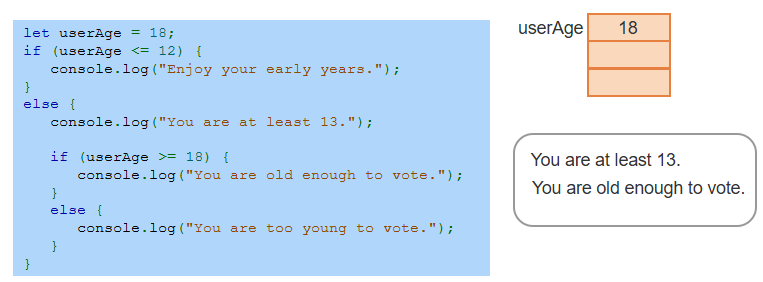 let userAge = 18;
if (userAge <= 12) {
   console.log("Enjoy your early years.");
}
else {
   console.log("You are at least 13.");

   if (userAge >= 18) {
      console.log("You are old enough to vote.");
   }
   else {
      console.log("You are too young to vote.");
   }
}
userAge 18
You are at least 13.
You are old enough to vote.